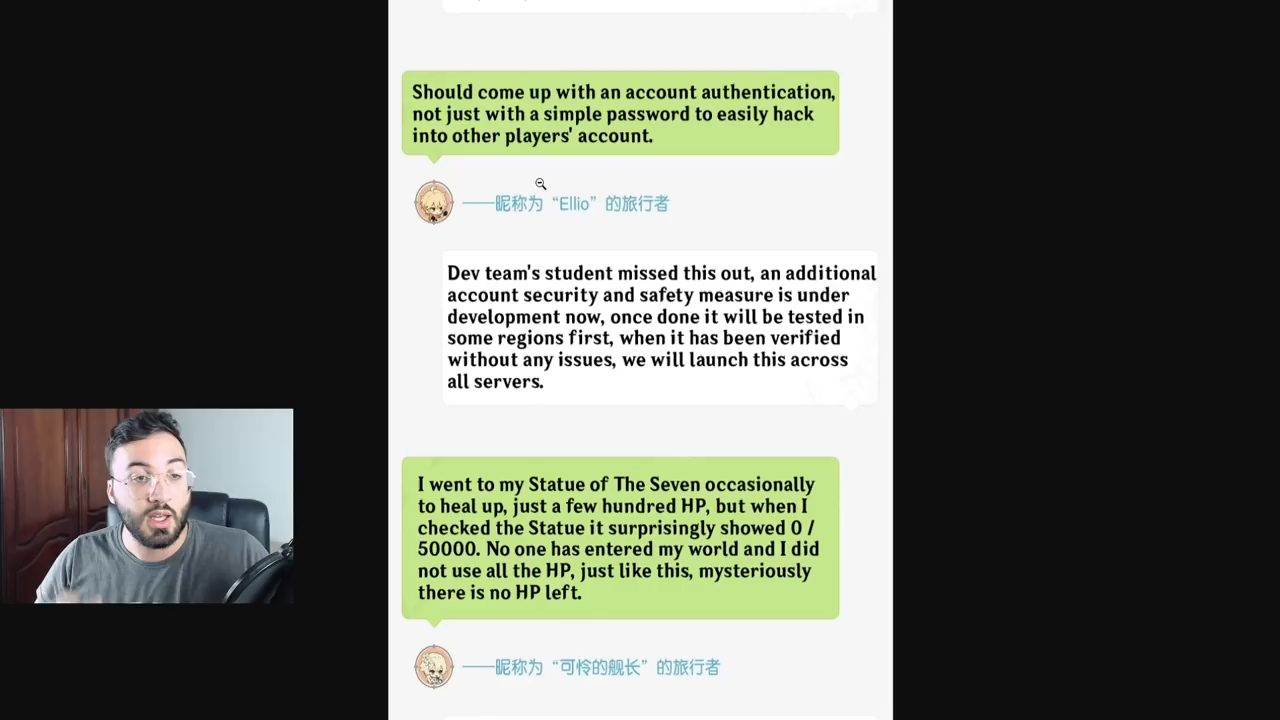 Should come up with an account authentication,
not just with a simple password to easily hack
into other players' account.
——昵称为“Ellio”的旅行者
Dev team's student missed this out, an additional
account security and safety measure is under
development now, once done it will be tested in
some regions first, when it has been verified
without any issues, we will launch this across
all servers.
I went to my Statue of The Seven occasionally
to heal up, just a few hundred HP, but when I
checked the Statue it surprisingly showed 0 /
50000. No one has entered my world and I did
not use all the HP, just like this, mysteriously
there is no HP left.
——昵称为“可怜的舰长”的旅行者